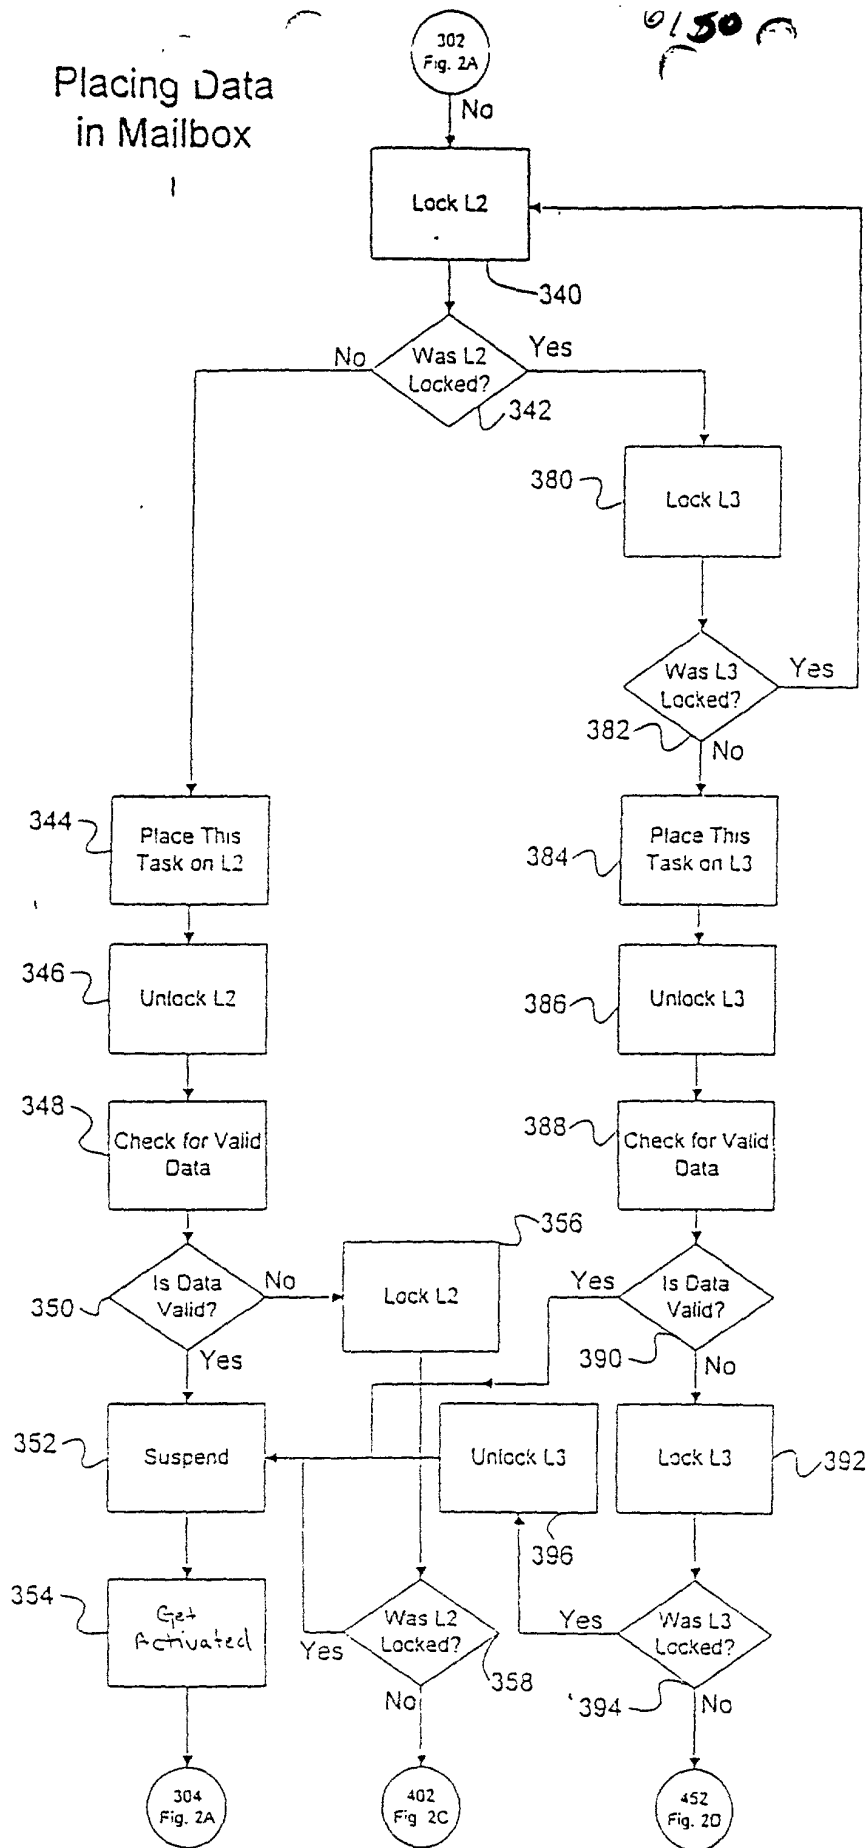 302
Fig. 2A
61 50
Placing Data
in Mailbox
No
Lock L2
340
No
Was L2
Locked?
Yes
342
380
Lock L3
Was L3
Locked?
Yes
382
No
344
Place This
Task on L2
384
Place This
Task on L3
346
Unlock L2
386
Unlock L3
348
Check for Valid
Data
388
Check for Valid
Data
356
350
Is Data
Valid?
No
Lock L2
Yes
Is Data
Valid?
390
Yes
No
352
Suspend
Unlock L3
Lock L3
392
396
354
Get
Activated
Was L2
Locked?
Yes
358
No
Yes
Was L3
Locked?
394
No
304
Fig. 2A
402
Fig 2C
452
Fig. 2D